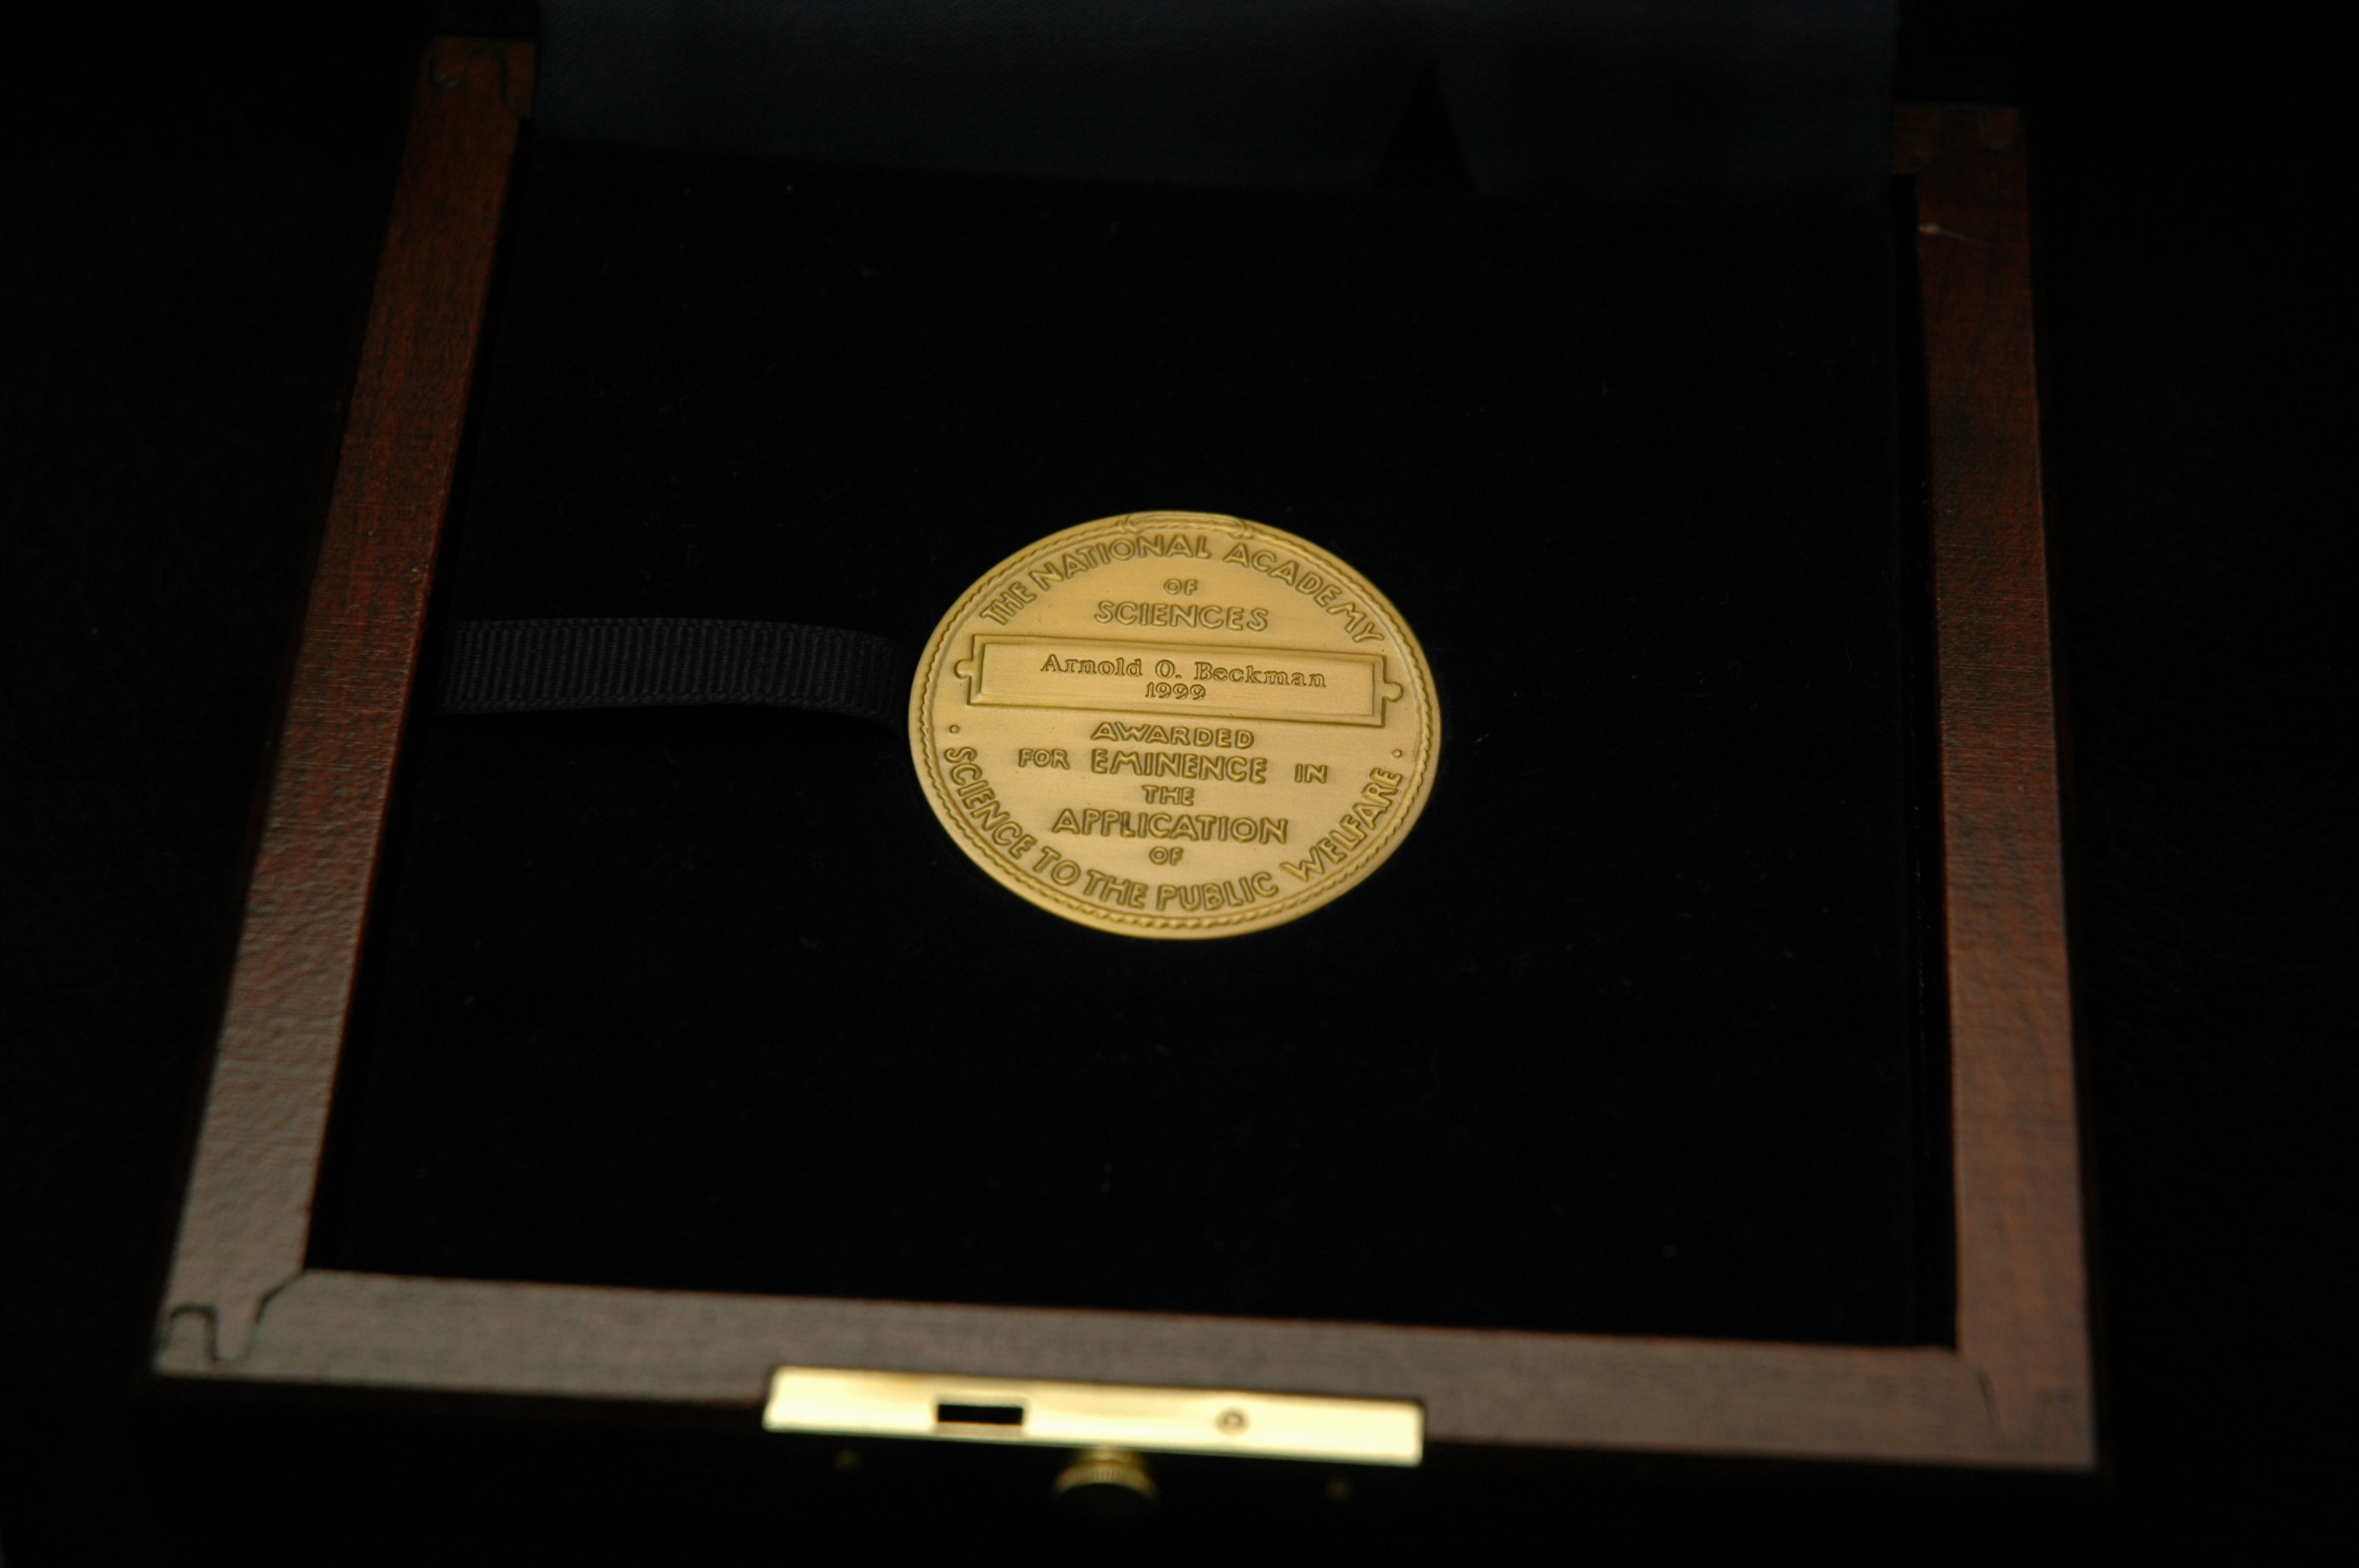 THE NATIONAL ACADEMY
OF
SCIENCES
Arnold O. Beckman
1999
AWARDED
FOR EMINENCE IN
THE
APPLICATION
OF
• SCIENCE TO THE PUBLIC WELFARE •